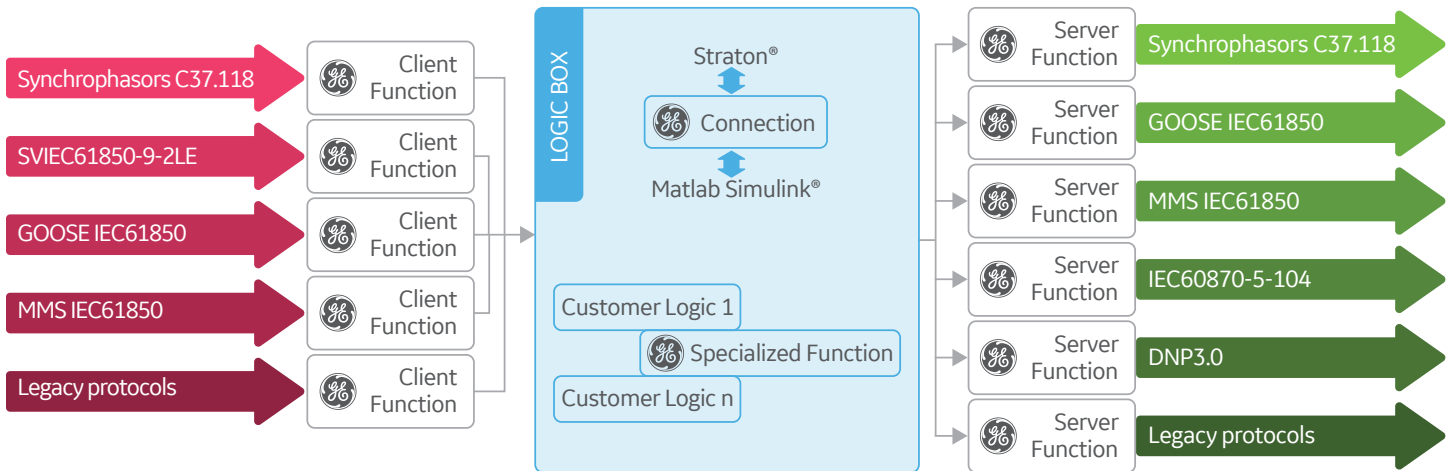 Synchrophasors C37.118
Client
Function
SVIEC61850-9-2LE
Client
Function
GOOSE IEC61850
Client
Function
MMS IEC61850
Client
Function
Legacy protocols
Client
Function
LOGIC BOX
Straton®
Connection
Matlab Simulink®
Customer Logic 1
Specialized Function
Customer Logic n
Server
Function
Synchrophasors C37.118
Server
Function
GOOSE IEC61850
Server
Function
MMS IEC61850
Server
Function
IEC60870-5-104
Server
Function
DNP3.0
Server
Function
Legacy protocols